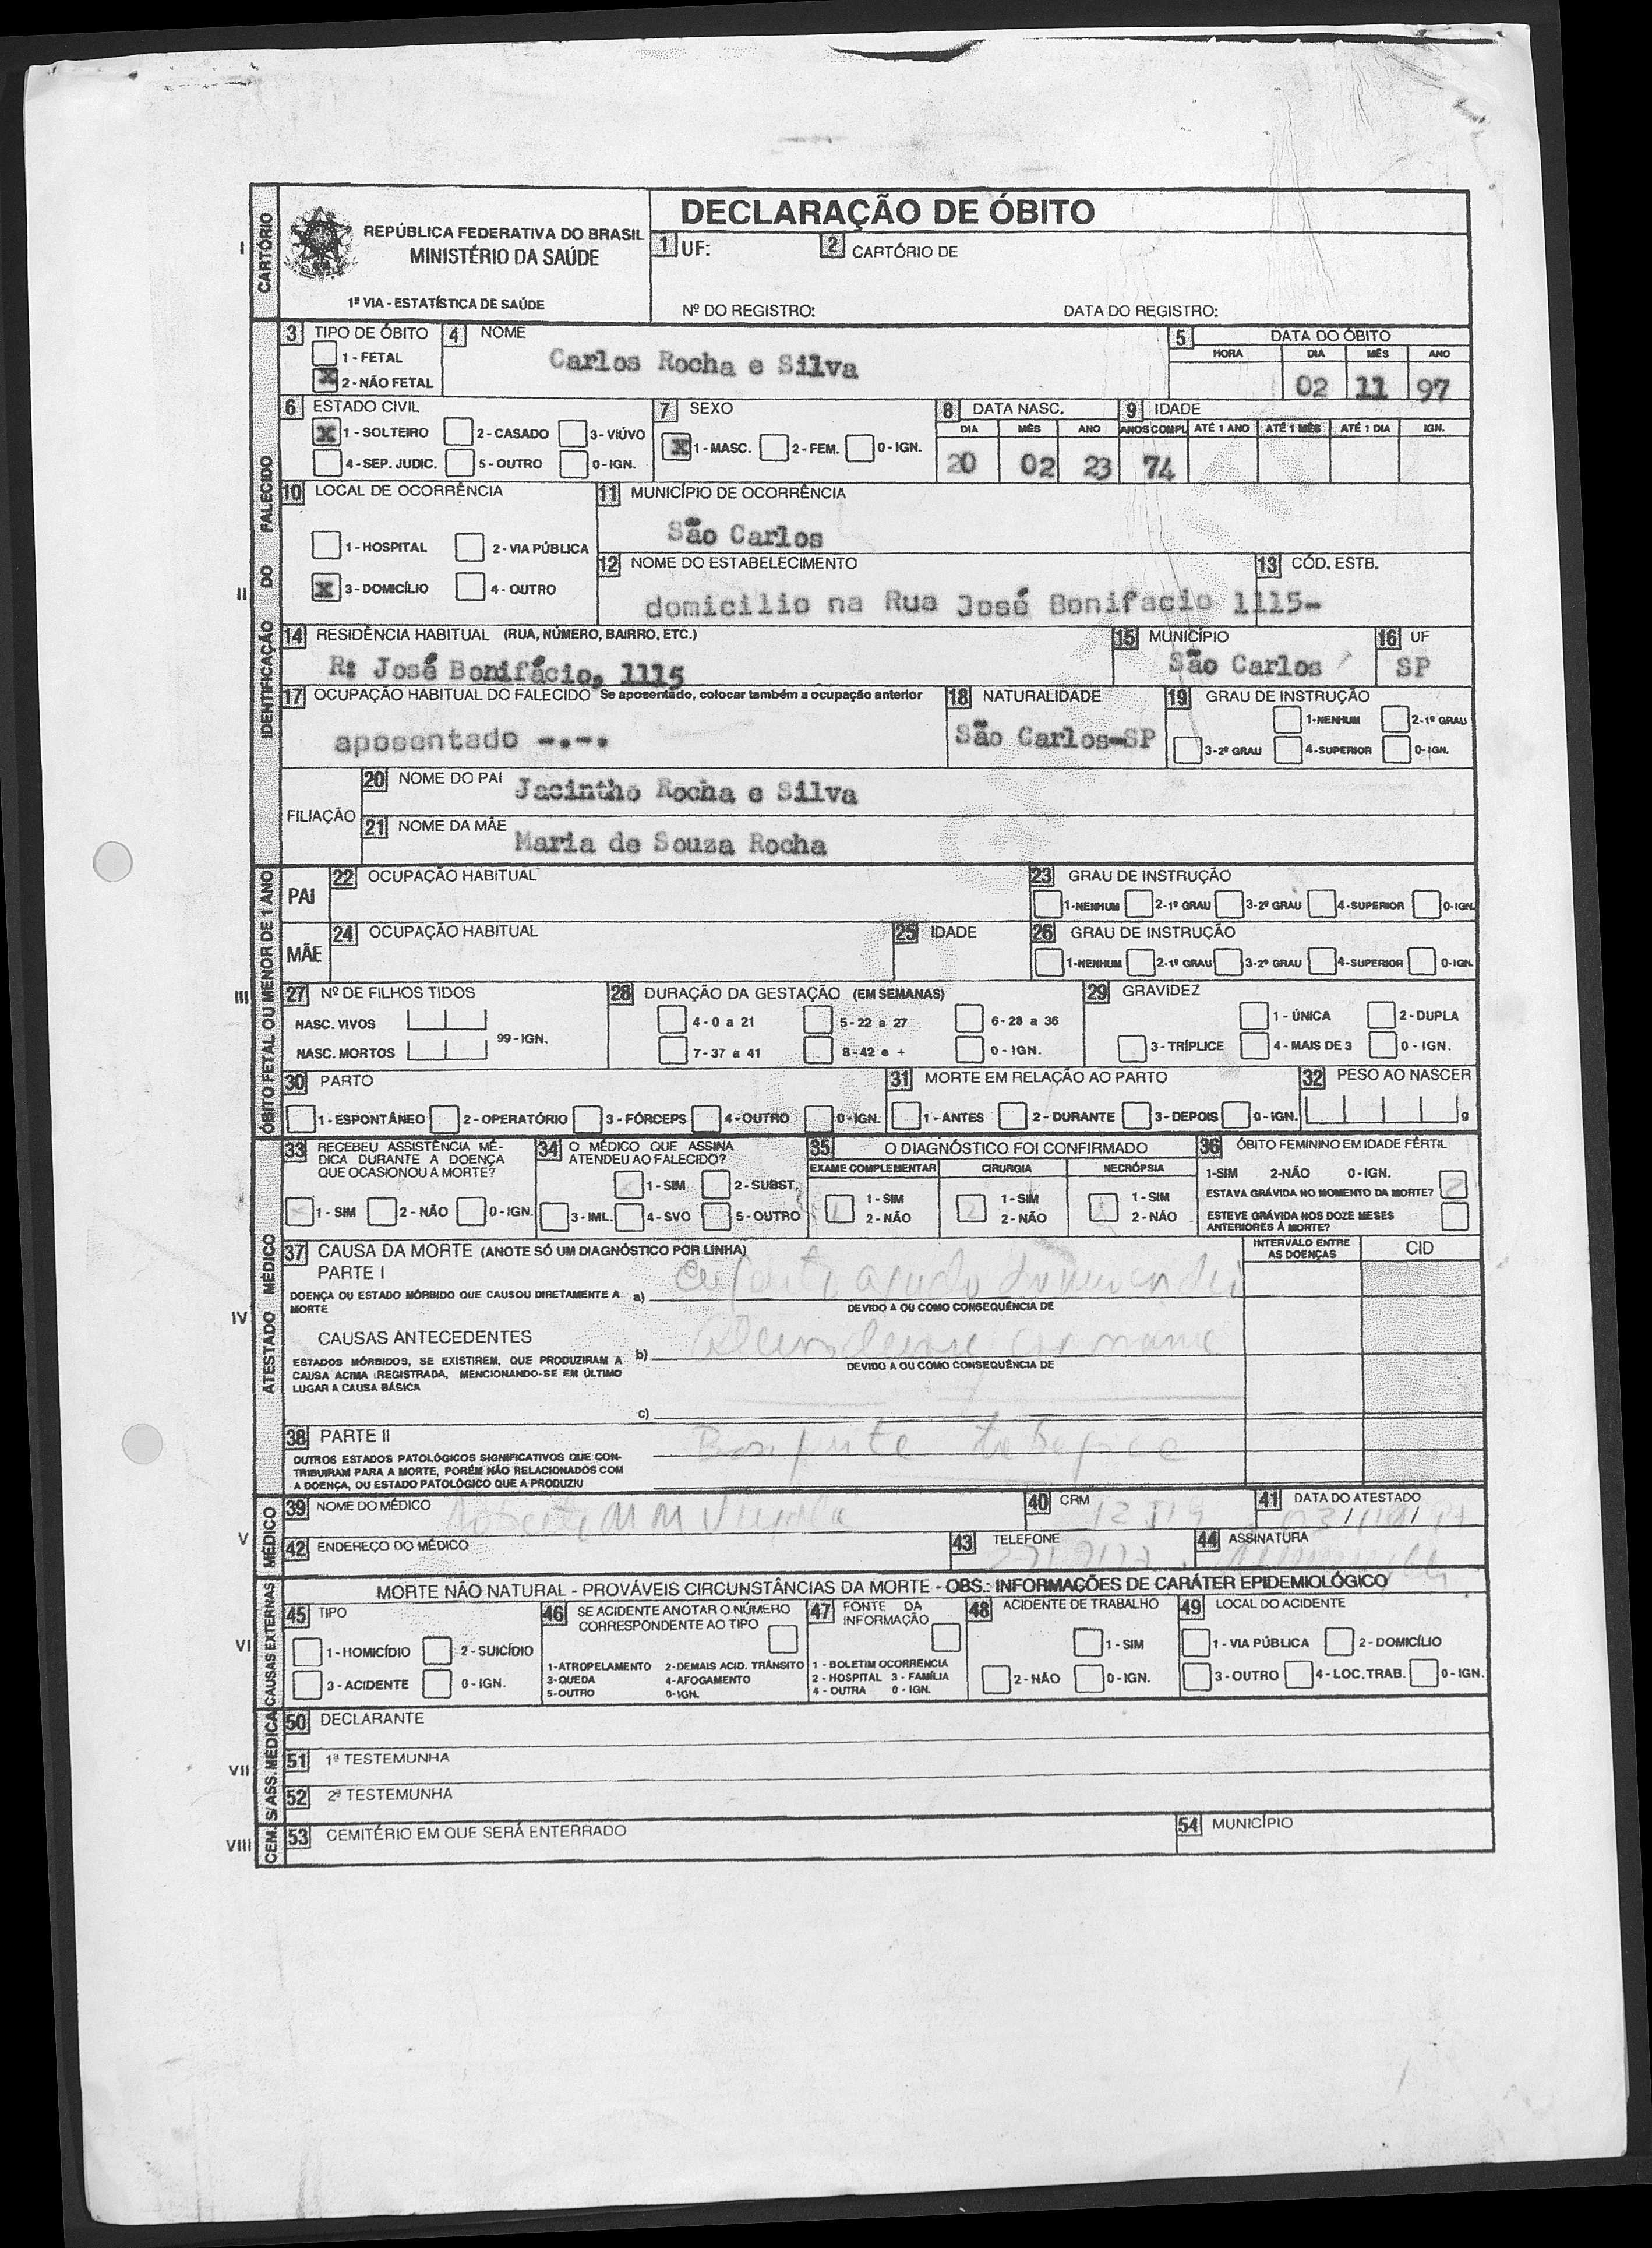 I
CARTÓRIO
REPÚBLICA FEDERATIVA DO BRASIL
MINISTÉRIO DA SAÚDE
1ª VIA - ESTATÍSTICA DE SAÚDE
DECLARAÇÃO DE ÓBITO
1 UF: 2 CARTÓRIO DE
Nº DO REGISTRO: DATA DO REGISTRO:
II
IDENTIFICAÇÃO DO FALECIDO
3 TIPO DE ÓBITO
1 - FETAL
X 2 - NÃO FETAL
4 NOME
Carlos Rocha e Silva
5 DATA DO ÓBITO
HORA DIA MÊS ANO
02 11 97
6 ESTADO CIVIL
X 1 - SOLTEIRO 2 - CASADO 3 - VIÚVO
4 - SEP. JUDIC. 5 - OUTRO 0 - IGN.
7 SEXO
X 1 - MASC. 2 - FEM. 0 - IGN.
8 DATA NASC.
DIA MÊS ANO
20 02 23
9 IDADE
ANOS COMPL. ATÉ 1 ANO ATÉ 1 MÊS ATÉ 1 DIA IGN.
74
10 LOCAL DE OCORRÊNCIA
1 - HOSPITAL 2 - VIA PÚBLICA
X 3 - DOMICÍLIO 4 - OUTRO
11 MUNICÍPIO DE OCORRÊNCIA
São Carlos
12 NOME DO ESTABELECIMENTO
13 CÓD. ESTB.
domicilio na Rua José Bonifacio 1115-
14 RESIDÊNCIA HABITUAL (RUA, NÚMERO, BAIRRO, ETC.)
R: José Bonifácio, 1115
15 MUNICÍPIO
São Carlos
16 UF
SP
17 OCUPAÇÃO HABITUAL DO FALECIDO Se aposentado, colocar também a ocupação anterior
aposentado -.-.
18 NATURALIDADE
São Carlos-SP
19 GRAU DE INSTRUÇÃO
1-NENHUM 2-1º GRAU
3-2º GRAU 4-SUPERIOR 0-IGN.
FILIAÇÃO
20 NOME DO PAI Jacintho Rocha e Silva
21 NOME DA MÃE Maria de Souza Rocha
III
ÓBITO FETAL OU MENOR DE 1 ANO
PAI
22 OCUPAÇÃO HABITUAL
23 GRAU DE INSTRUÇÃO
1-NENHUM 2-1º GRAU 3-2º GRAU 4-SUPERIOR 0-IGN.
MÃE
24 OCUPAÇÃO HABITUAL
25 IDADE
26 GRAU DE INSTRUÇÃO
1-NENHUM 2-1º GRAU 3-2º GRAU 4-SUPERIOR 0-IGN.
27 Nº DE FILHOS TIDOS
NASC. VIVOS
NASC. MORTOS
99 - IGN.
28 DURAÇÃO DA GESTAÇÃO (EM SEMANAS)
4 - 0 a 21 5 - 22 a 27 6 - 28 a 36
7 - 37 a 41 8 - 42 e + 0 - IGN.
29 GRAVIDEZ
1 - ÚNICA 2 - DUPLA
3 - TRÍPLICE 4 - MAIS DE 3 0 - IGN.
30 PARTO
1 - ESPONTÂNEO 2 - OPERATÓRIO 3 - FÓRCEPS 4 - OUTRO 0 - IGN.
31 MORTE EM RELAÇÃO AO PARTO
1 - ANTES 2 - DURANTE 3 - DEPOIS 0 - IGN.
32 PESO AO NASCER
g
IV
ATESTADO MÉDICO
33 RECEBEU ASSISTÊNCIA MÉ-
DICA DURANTE A DOENÇA
QUE OCASIONOU A MORTE?
1 - SIM 2 - NÃO 0 - IGN.
34 O MÉDICO QUE ASSINA
ATENDEU AO FALECIDO?
1 - SIM 2 - SUBST.
3 - IML. 4 - SVO 5 - OUTRO
35 O DIAGNÓSTICO FOI CONFIRMADO
EXAME COMPLEMENTAR CIRURGIA NECRÓPSIA
1 - SIM 1 - SIM 1 - SIM
2 - NÃO 2 - NÃO 2 - NÃO
36 ÓBITO FEMININO EM IDADE FÉRTIL
1-SIM 2-NÃO 0-IGN.
ESTAVA GRÁVIDA NO MOMENTO DA MORTE?
ESTEVE GRÁVIDA NOS DOZE MESES
ANTERIORES À MORTE?
37 CAUSA DA MORTE (ANOTE SÓ UM DIAGNÓSTICO POR LINHA)
INTERVALO ENTRE
AS DOENÇAS
CID
PARTE I
DOENÇA OU ESTADO MÓRBIDO QUE CAUSOU DIRETAMENTE A
MORTE
a)
DEVIDO A OU COMO CONSEQUÊNCIA DE
CAUSAS ANTECEDENTES
ESTADOS MÓRBIDOS, SE EXISTIREM, QUE PRODUZIRAM A
CAUSA ACIMA REGISTRADA, MENCIONANDO-SE EM ÚLTIMO
LUGAR A CAUSA BÁSICA
b)
DEVIDO A OU COMO CONSEQUÊNCIA DE
c)
38 PARTE II
OUTROS ESTADOS PATOLÓGICOS SIGNIFICATIVOS QUE CON-
TRIBUIRAM PARA A MORTE, PORÉM NÃO RELACIONADOS COM
A DOENÇA, OU ESTADO PATOLÓGICO QUE A PRODUZIU
V
MÉDICO
39 NOME DO MÉDICO
40 CRM
41 DATA DO ATESTADO
42 ENDEREÇO DO MÉDICO
43 TELEFONE
44 ASSINATURA
VI
CAUSAS EXTERNAS
MORTE NÃO NATURAL - PROVÁVEIS CIRCUNSTÂNCIAS DA MORTE - OBS.: INFORMAÇÕES DE CARÁTER EPIDEMIOLÓGICO
45 TIPO
1 - HOMICÍDIO 2 - SUICÍDIO
3 - ACIDENTE 0 - IGN.
46 SE ACIDENTE ANOTAR O NÚMERO
CORRESPONDENTE AO TIPO
1-ATROPELAMENTO 2-DEMAIS ACID. TRÂNSITO
3-QUEDA 4-AFOGAMENTO
5-OUTRO 0-IGN.
47 FONTE DA
INFORMAÇÃO
1 - BOLETIM OCORRÊNCIA
2 - HOSPITAL 3 - FAMÍLIA
4 - OUTRA 0 - IGN.
48 ACIDENTE DE TRABALHO
1 - SIM
2 - NÃO 0 - IGN.
49 LOCAL DO ACIDENTE
1 - VIA PÚBLICA 2 - DOMICÍLIO
3 - OUTRO 4 - LOC. TRAB. 0 - IGN.
VII
S/ASS. MÉDICA
50 DECLARANTE
51 1ª TESTEMUNHA
52 2ª TESTEMUNHA
VIII
CEM.
53 CEMITÉRIO EM QUE SERÁ ENTERRADO
54 MUNICÍPIO